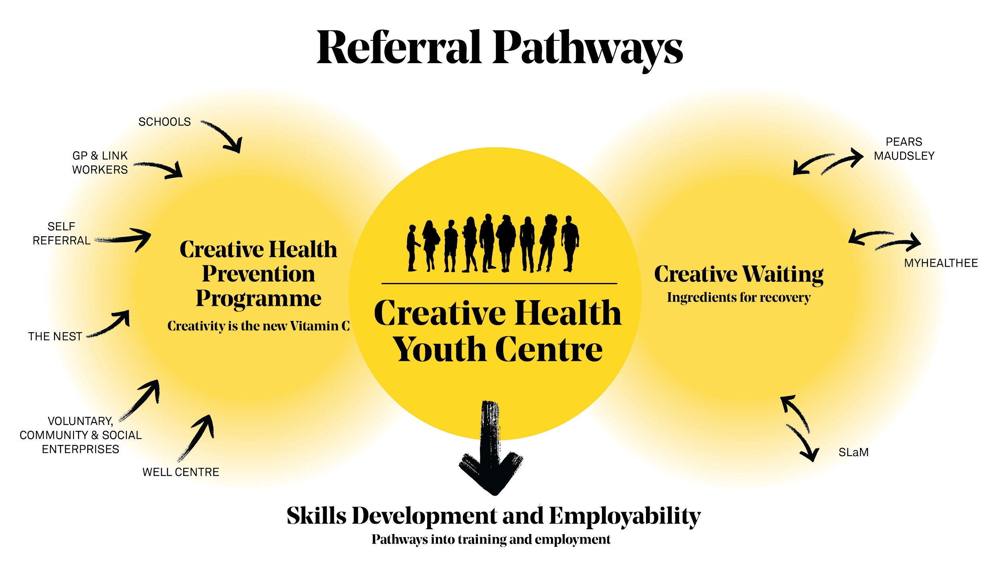 Referral Pathways
SCHOOLS
GP & LINK
WORKERS
SELF
REFERRAL
THE NEST
VOLUNTARY,
COMMUNITY & SOCIAL
ENTERPRISES
WELL CENTRE
Creative Health
Prevention
Programme
Creativity is the new Vitamin C
Creative Health
Youth Centre
Creative Waiting
Ingredients for recovery
PEARS
MAUDSLEY
MYHEALTHEE
SLaM
Skills Development and Employability
Pathways into training and employment